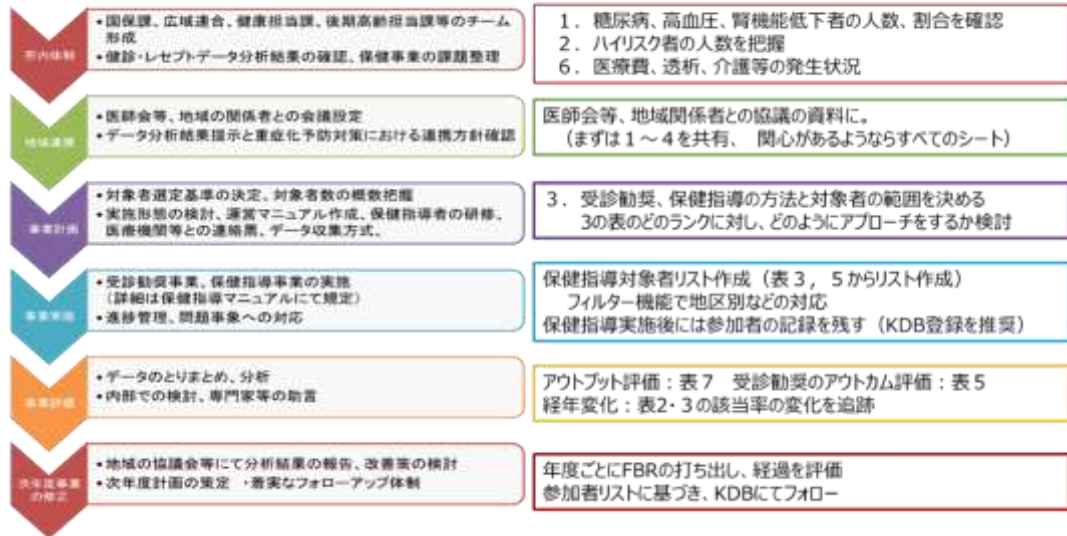 庁内体制
•国保課、広域連合、健康担当課、後期高齢担当課等のチーム
形成
•健診・レセプトデータ分析結果の確認、保健事業の課題整理
１．糖尿病、高血圧、腎機能低下者の人数、割合を確認
２．ハイリスク者の人数を把握
６．医療費、透析、介護等の発生状況
地域連携
•医師会等、地域の関係者との会議設定
•データ分析結果提示と重症化予防対策における連携方針確認
医師会等、地域関係者との協議の資料に。
（まずは１～４を共有、　関心があるようならすべてのシート）
事業計画
•対象者選定基準の決定、対象者数の概数把握
•実施形態の検討、運営マニュアル作成、保健指導者の研修、
医療機関等との連絡票、データ収集方式。
３．受診勧奨、保健指導の方法と対象者の範囲を決める
3の表のどのランクに対し、どのようにアプローチをするか検討
事業実施
•受診勧奨事業、保健指導事業の実施
（詳細は保健指導マニュアルにて規定）
•進捗管理、問題事象への対応
保健指導対象者リスト作成（表３，５からリスト作成）
フィルター機能で地区別などの対応
保健指導実施後には参加者の記録を残す（KDB登録を推奨）
事業評価
•データのとりまとめ、分析
•内部での検討、専門家等の助言
アウトプット評価：表７　受診勧奨のアウトカム評価：表５
経年変化：表2・３の該当率の変化を追跡
次年度事業
の修正
•地域の協議会等にて分析結果の報告、改善策の検討
•次年度計画の策定　→着実なフォローアップ体制
年度ごとにFBRの打ち出し、経過を評価
参加者リストに基づき、KDBにてフォロー